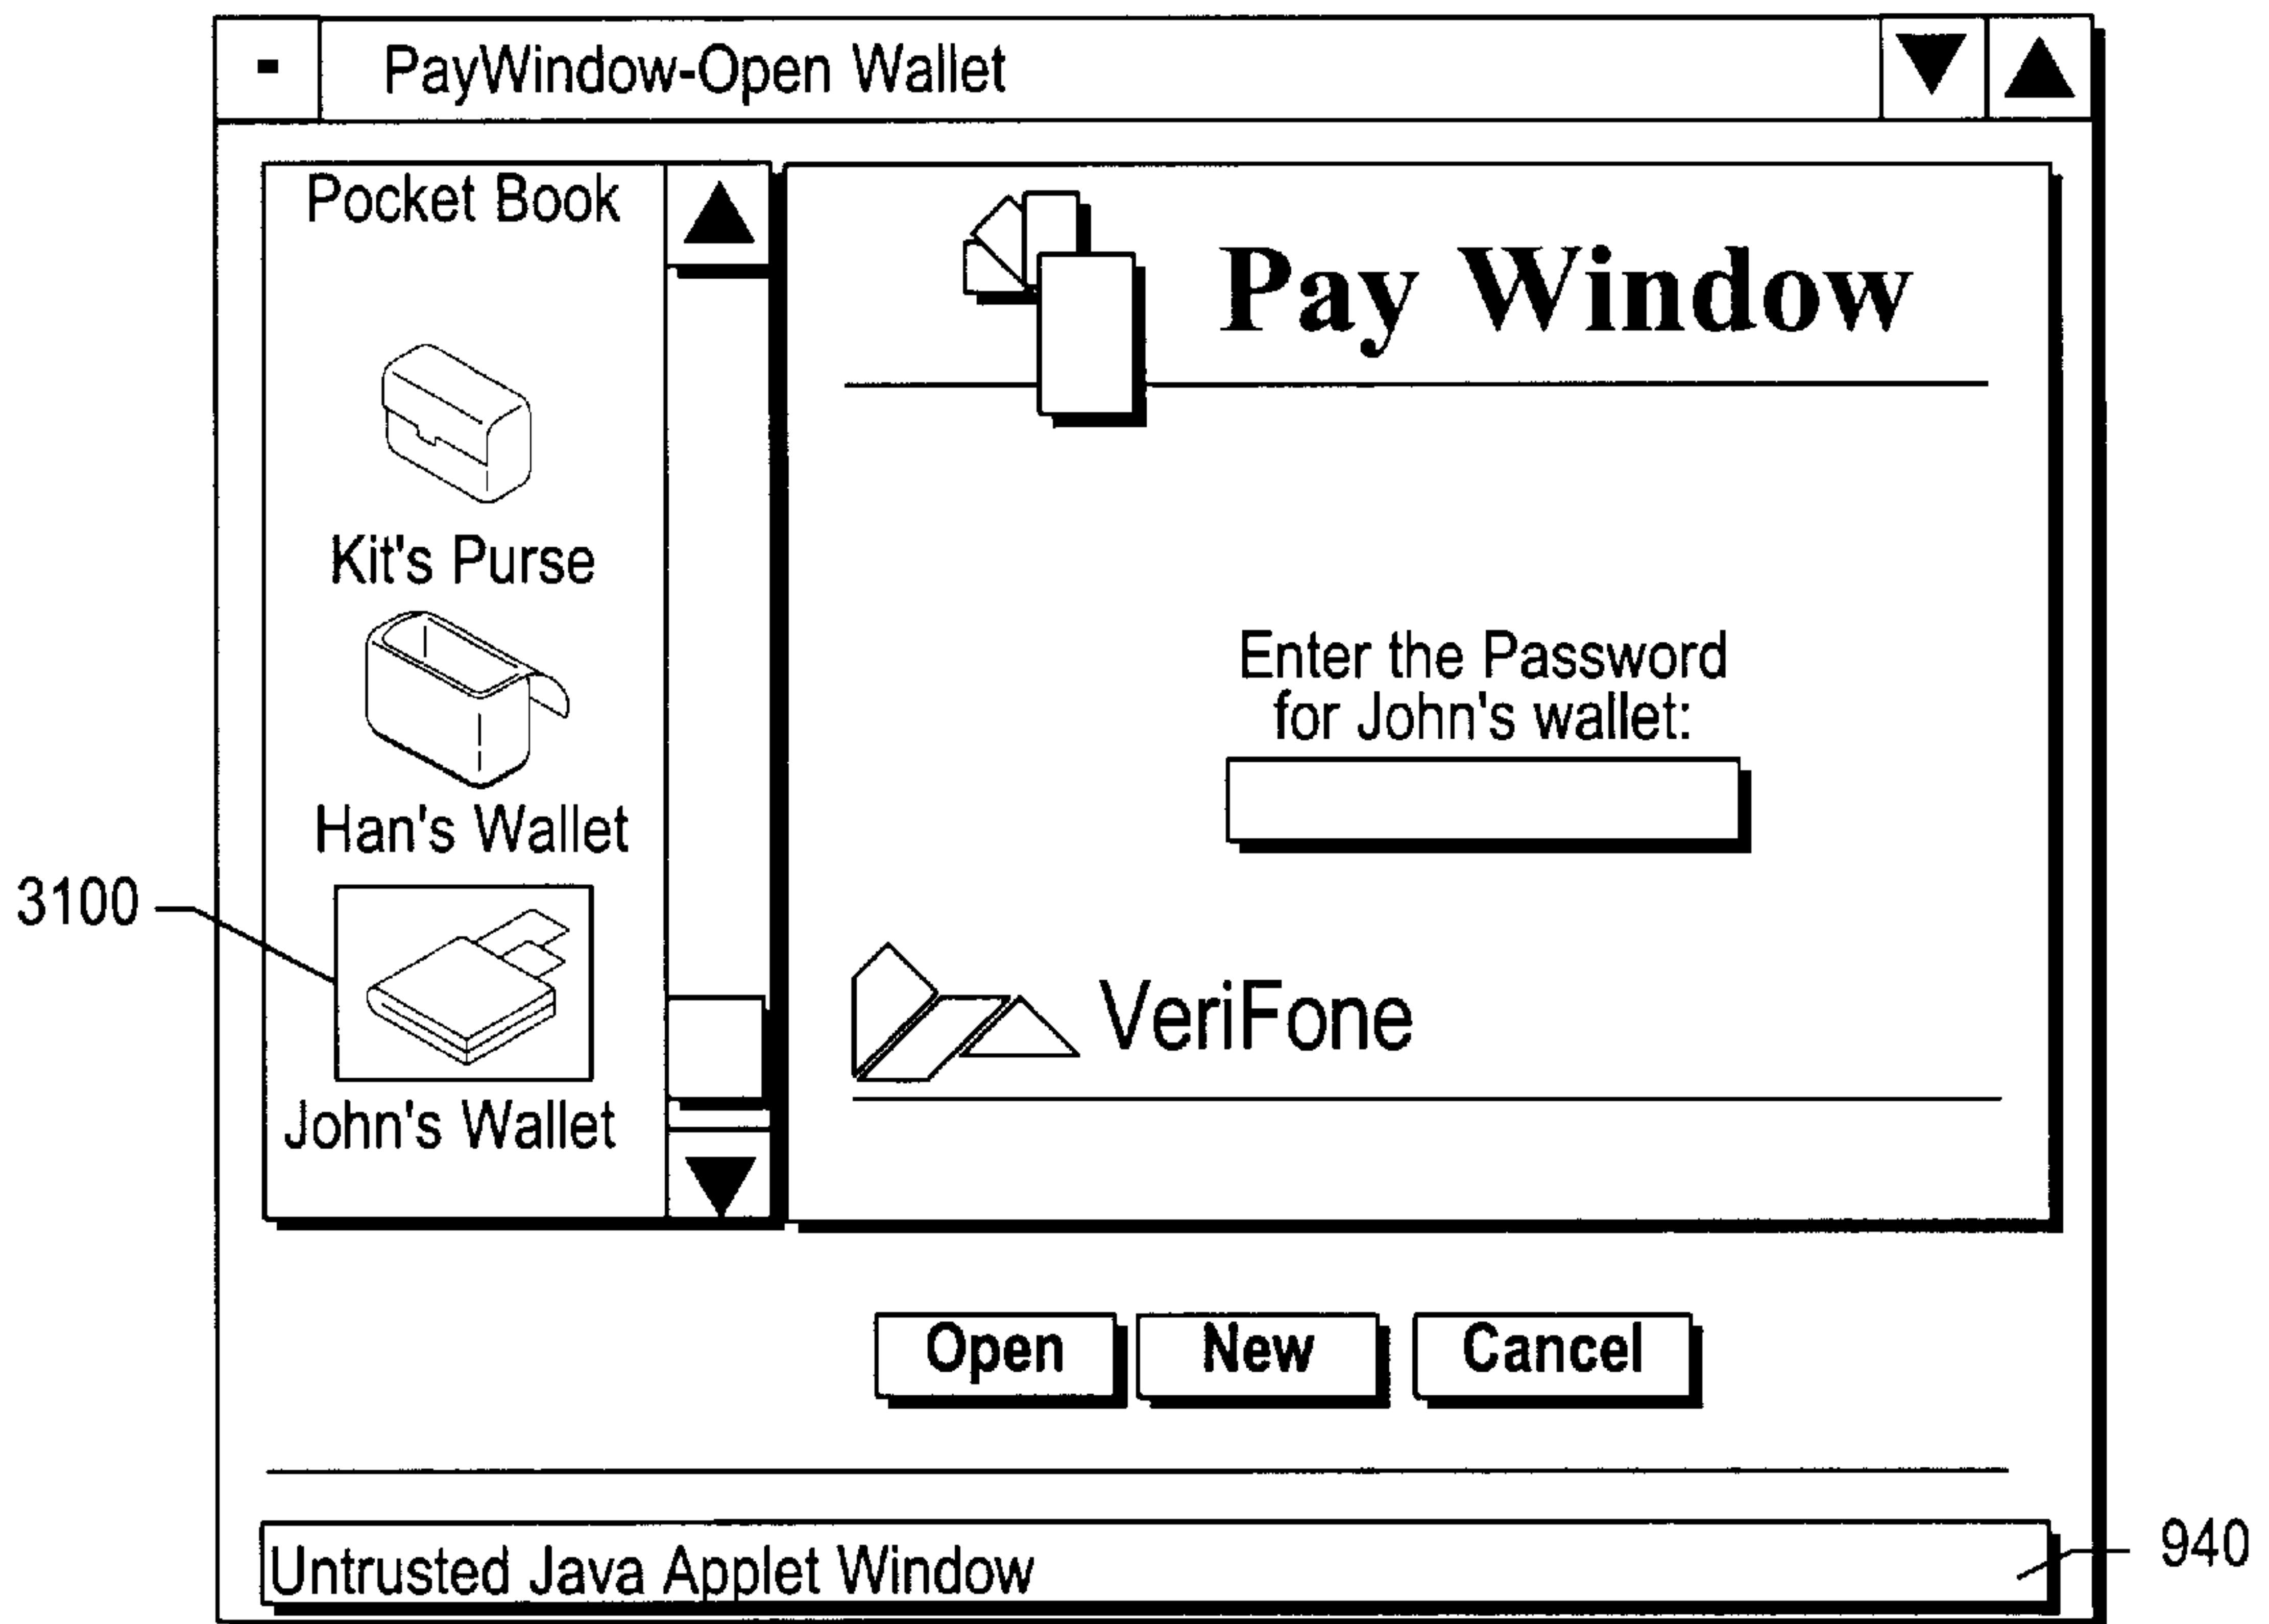 PayWindow-Open Wallet
Pocket Book
Kit's Purse
Han's Wallet
3100
John's Wallet
Pay Window
Enter the Password
for John's wallet:
VeriFone
Open
New
Cancel
Untrusted Java Applet Window
940